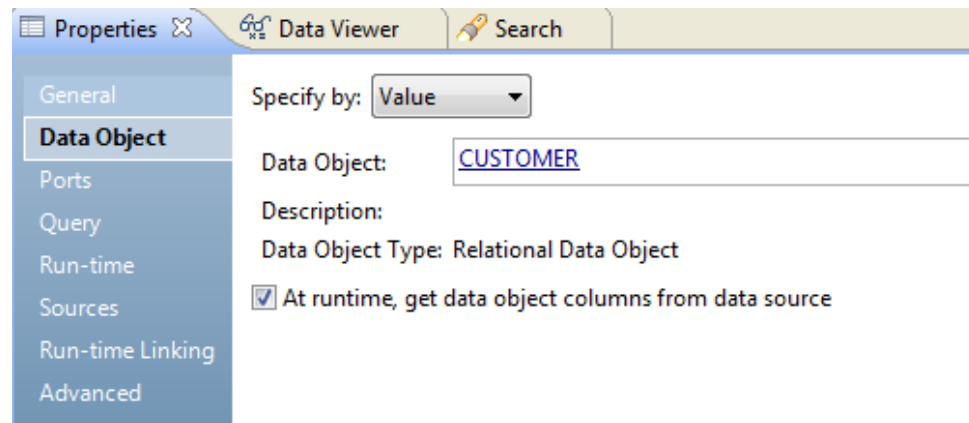 Properties Data Viewer Search
General
Data Object
Ports
Query
Run-time
Sources
Run-time Linking
Advanced
Specify by: Value
Data Object: CUSTOMER
Description:
Data Object Type: Relational Data Object
At runtime, get data object columns from data source